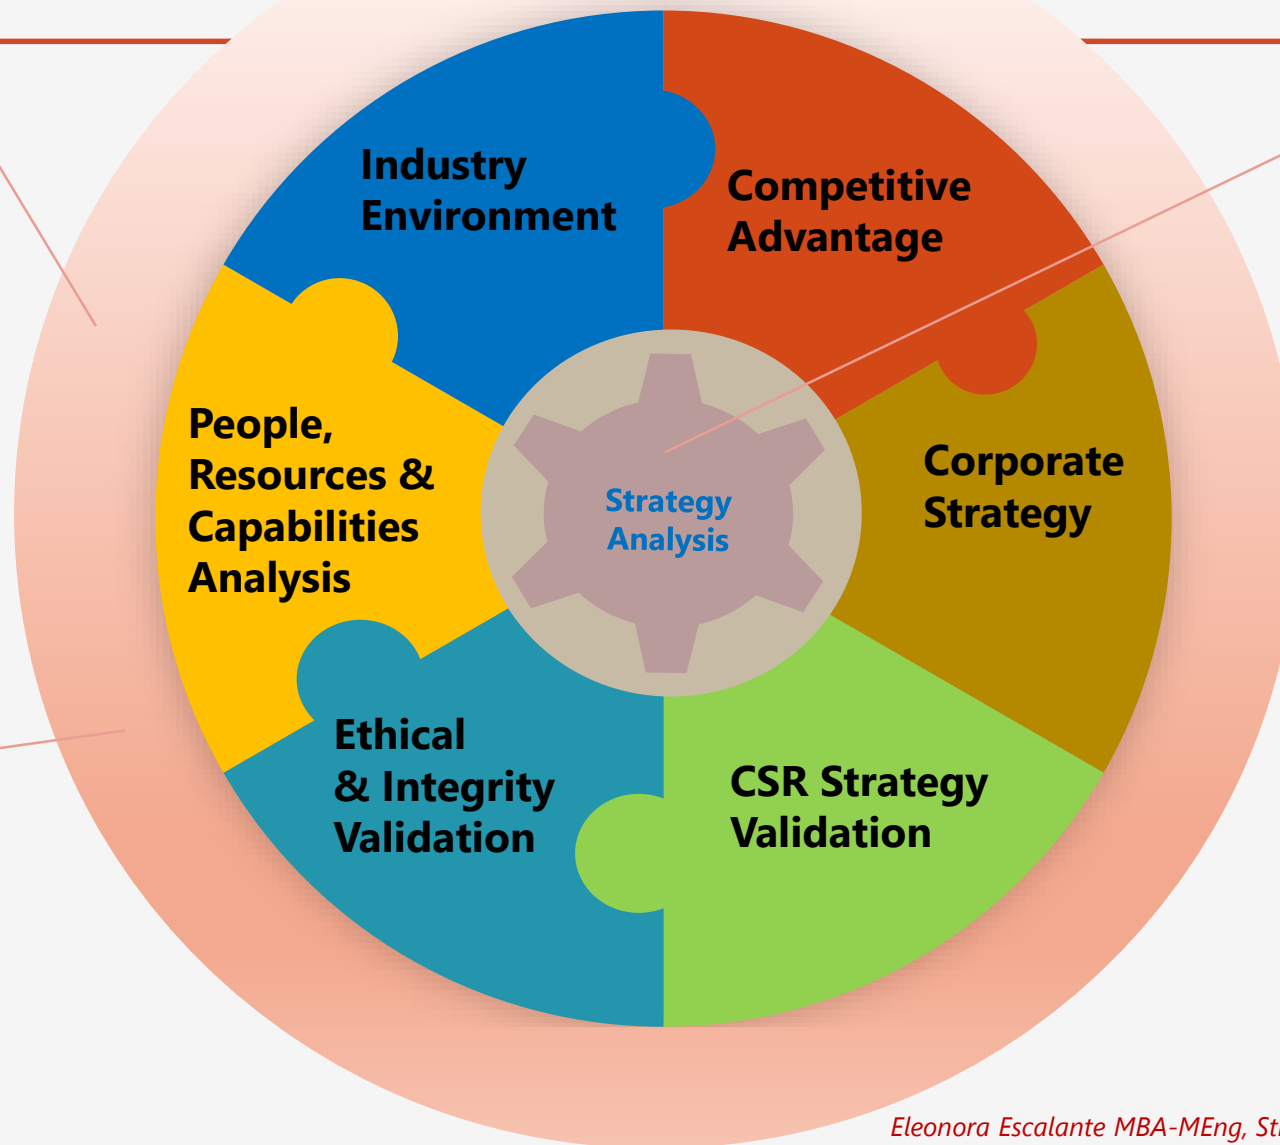 Industry
Environment
Competitive
Advantage
People,
Resources &
Capabilities
Analysis
Strategy
Analysis
Corporate
Strategy
Ethical
& Integrity
Validation
CSR Strategy
Validation
Eleonora Escalante MBA-MEng,